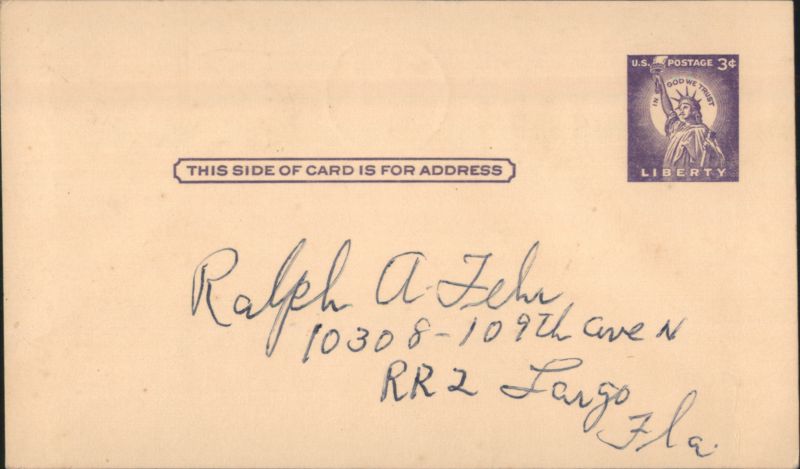 U.S. POSTAGE 3¢
IN GOD WE TRUST
LIBERTY
THIS SIDE OF CARD IS FOR ADDRESS
Ralph A. Fehr
10308-109th ave N
RR2 Largo
Fla.